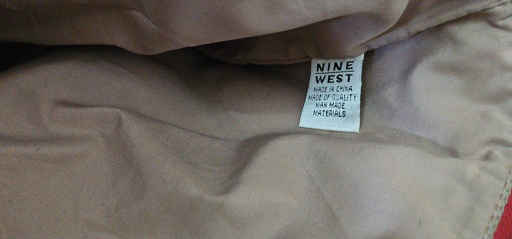 NINE
WEST
MADE IN CHINA
MADE OF QUALITY
MAN MADE
MATERIALS